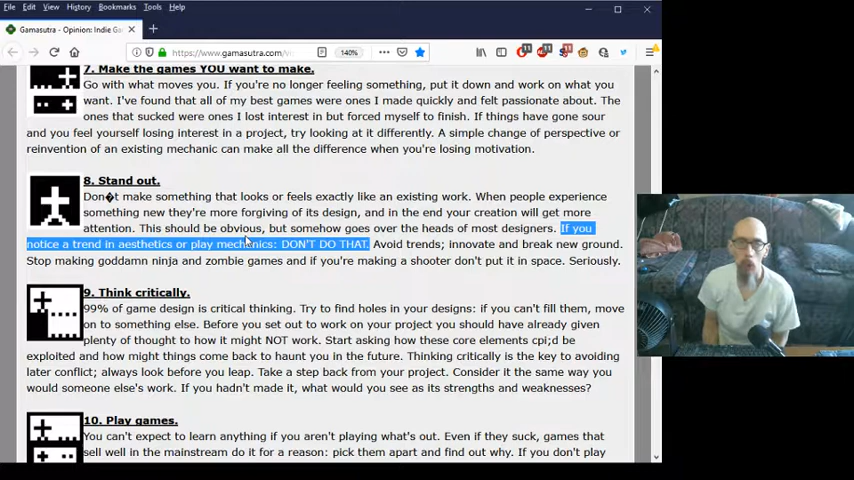 File Edit View History Bookmarks Tools Help
Gamasutra - Opinion: Indie Ga
https://www.gamasutra.com/v
140%
11
11
11
7. Make the games YOU want to make.
Go with what moves you. If you're no longer feeling something, put it down and work on what you
want. I've found that all of my best games were ones I made quickly and felt passionate about. The
ones that sucked were ones I lost interest in but forced myself to finish. If things have gone sour
and you feel yourself losing interest in a project, try looking at it differently. A simple change of perspective or
reinvention of an existing mechanic can make all the difference when you're losing motivation.
8. Stand out.
Don�t make something that looks or feels exactly like an existing work. When people experience
something new they're more forgiving of its design, and in the end your creation will get more
attention. This should be obvious, but somehow goes over the heads of most designers. If you
notice a trend in aesthetics or play mechanics: DON'T DO THAT. Avoid trends; innovate and break new ground.
Stop making goddamn ninja and zombie games and if you're making a shooter don't put it in space. Seriously.
9. Think critically.
99% of game design is critical thinking. Try to find holes in your designs: if you can't fill them, move
on to something else. Before you set out to work on your project you should have already given
plenty of thought to how it might NOT work. Start asking how these core elements cpi;d be
exploited and how might things come back to haunt you in the future. Thinking critically is the key to avoiding
later conflict; always look before you leap. Take a step back from your project. Consider it the same way you
would someone else's work. If you hadn't made it, what would you see as its strengths and weaknesses?
10. Play games.
You can't expect to learn anything if you aren't playing what's out. Even if they suck, games that
sell well in the mainstream do it for a reason: pick them apart and find out why. If you don't play